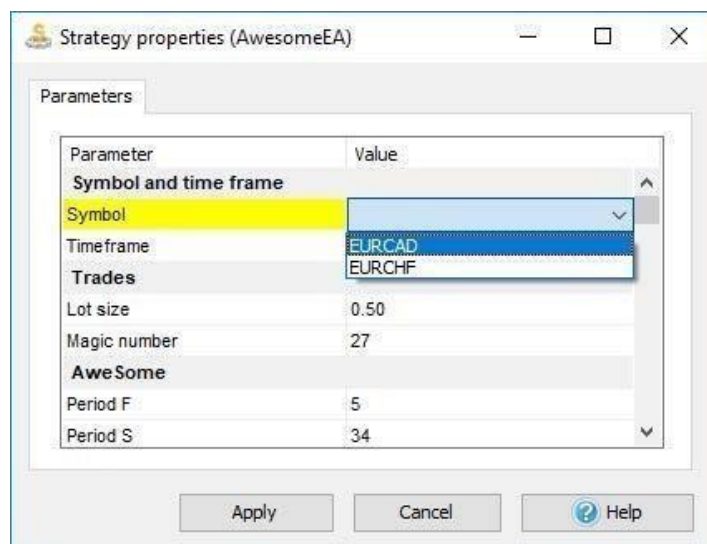 Strategy properties (AwesomeEA)
Parameters
Parameter Value
Symbol and time frame
Symbol
Timeframe EURCAD
EURCHF
Trades
Lot size 0.50
Magic number 27
AweSome
Period F 5
Period S 34
Apply Cancel Help